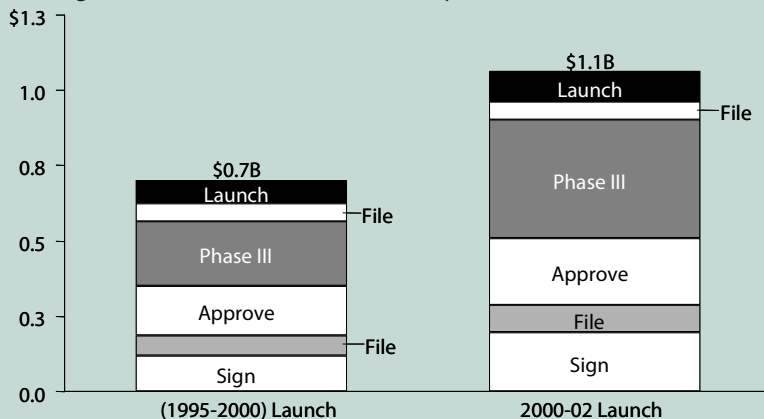 $1.3
1.0
0.8
0.5
0.3
0.0
$0.7B
Launch
File
Phase III
Approve
File
Sign
(1995-2000) Launch
$1.1B
Launch
File
Phase III
Approve
File
Sign
2000-02 Launch